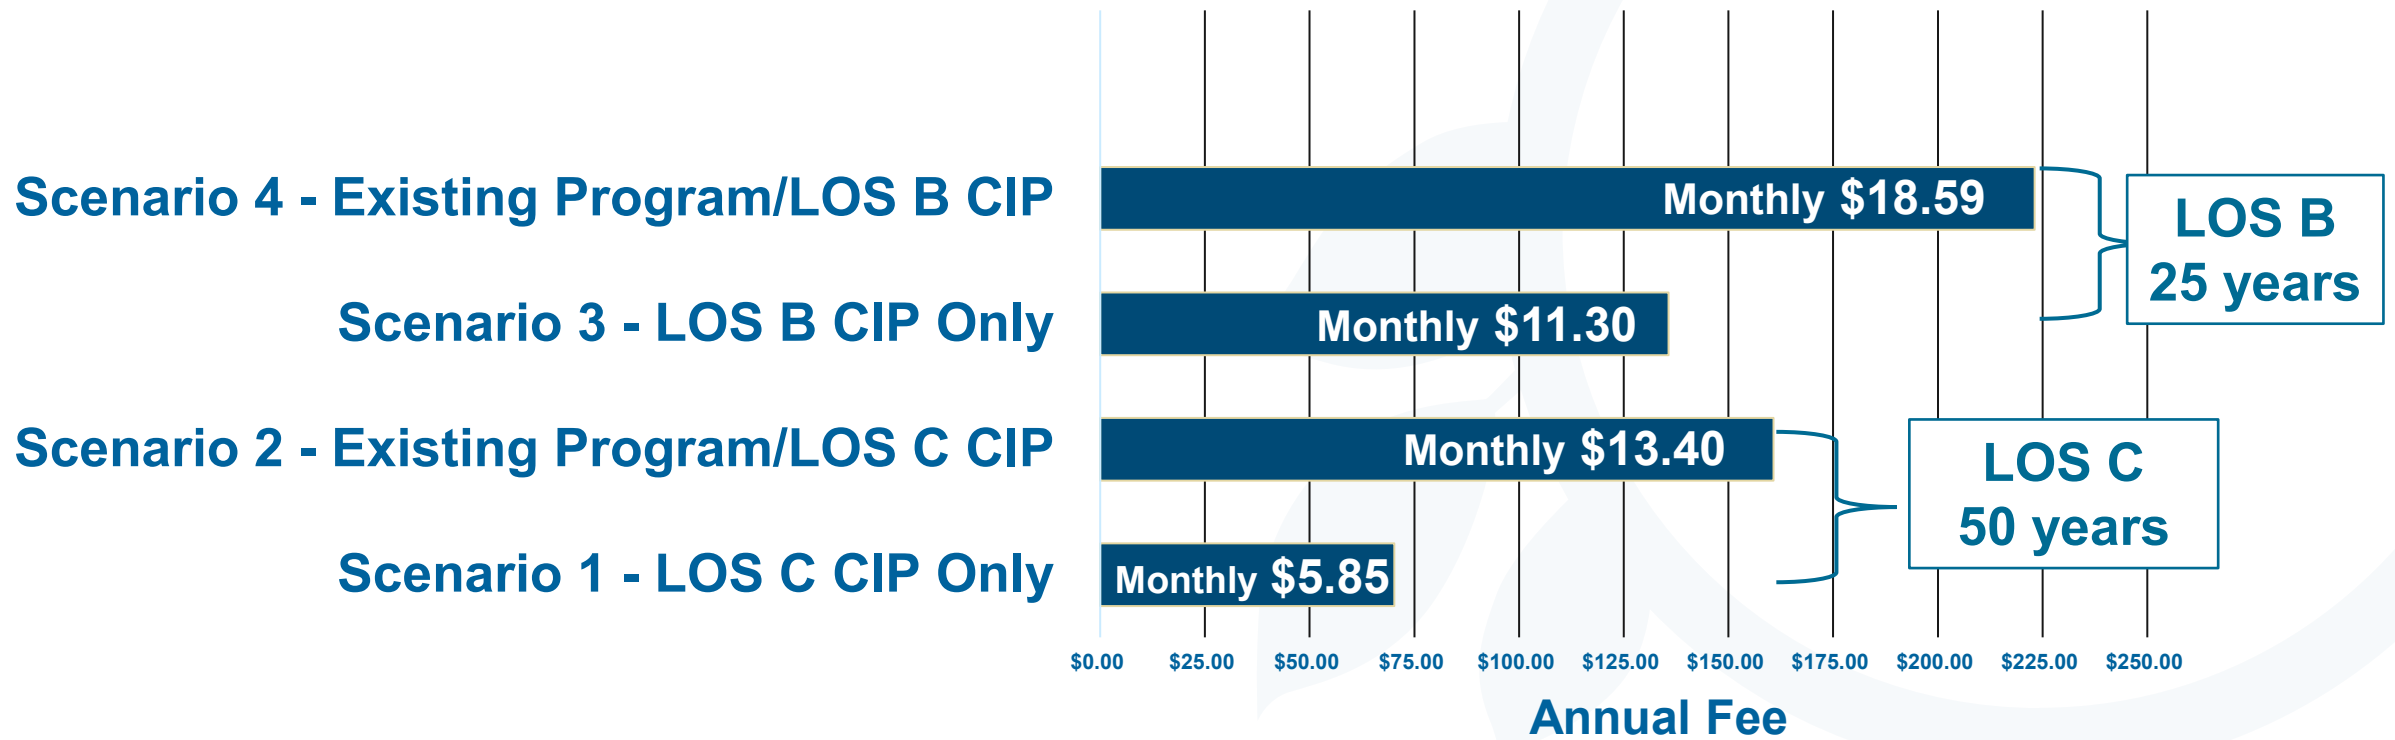 Scenario 4 - Existing Program/LOS B CIP
Monthly $18.59
LOS B
25 years
Scenario 3 - LOS B CIP Only
Monthly $11.30
Scenario 2 - Existing Program/LOS C CIP
Monthly $13.40
LOS C
50 years
Scenario 1 - LOS C CIP Only
Monthly $5.85
$0.00 $25.00 $50.00 $75.00 $100.00 $125.00 $150.00 $175.00 $200.00 $225.00 $250.00
Annual Fee